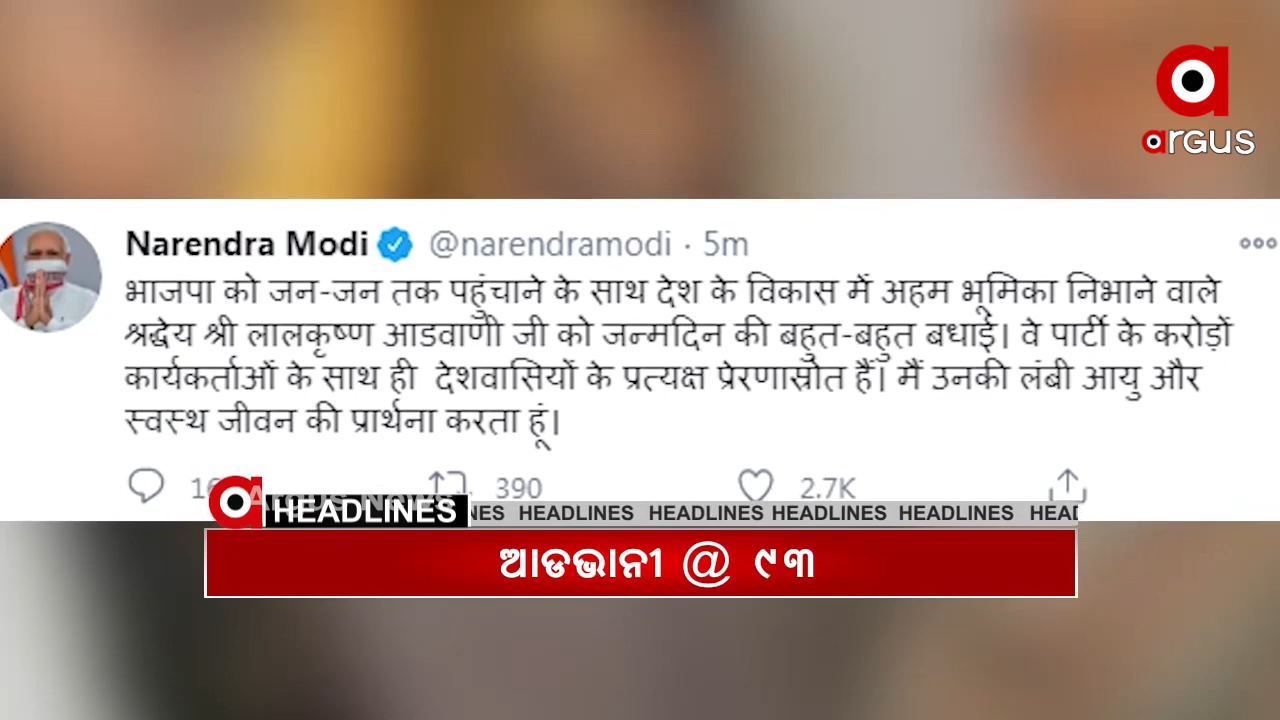 argus
Narendra Modi @narendramodi · 5m
भाजपा को जन-जन तक पहुंचाने के साथ देश के विकास में अहम भूमिका निभाने वाले
श्रद्धेय श्री लालकृष्ण आडवाणी जी को जन्मदिन की बहुत-बहुत बधाई। वे पार्टी के करोड़ों
कार्यकर्ताओं के साथ ही देशवासियों के प्रत्यक्ष प्रेरणास्रोत हैं। मैं उनकी लंबी आयु और
स्वस्थ जीवन की प्रार्थना करता हूं।
390 2.7K
HEADLINES HEADLINES HEADLINES HEADLINES HEADLINES
ଆଡଭାନୀ @ ୯୩